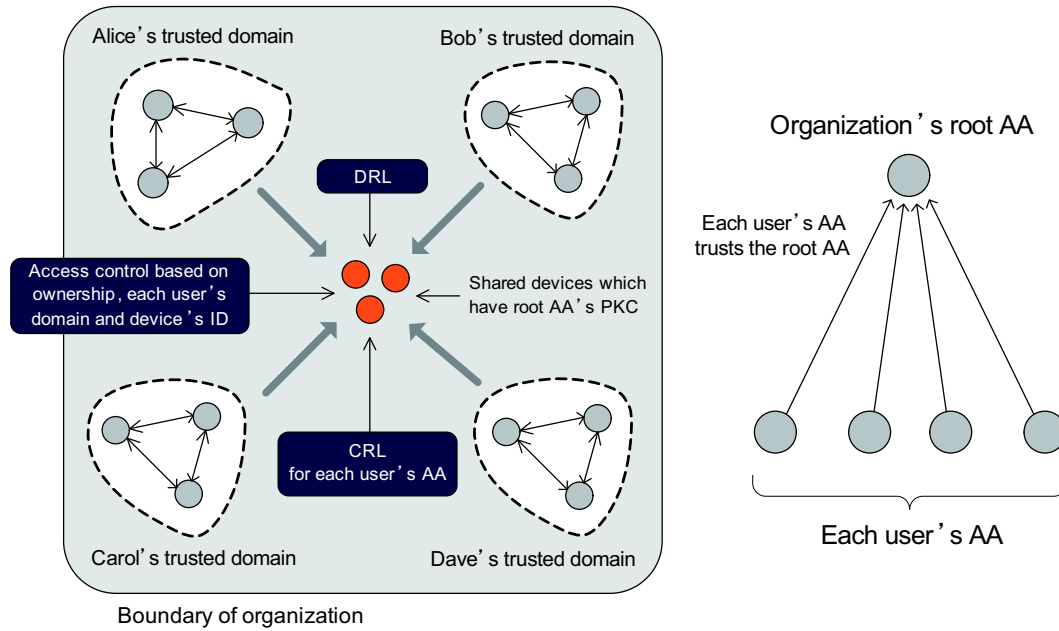 Alice's trusted domain
Bob's trusted domain
DRL
Access control based on
ownership, each user's
domain and device's ID
Shared devices which
have root AA's PKC
CRL
for each user's AA
Carol's trusted domain
Dave's trusted domain
Boundary of organization
Organization's root AA
Each user's AA
trusts the root AA
Each user's AA